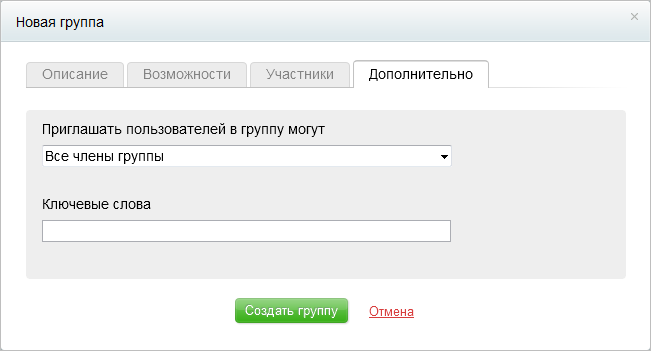 Новая группа
Описание Возможности Участники Дополнительно
Приглашать пользователей в группу могут
Все члены группы
Ключевые слова
Создать группу Отмена